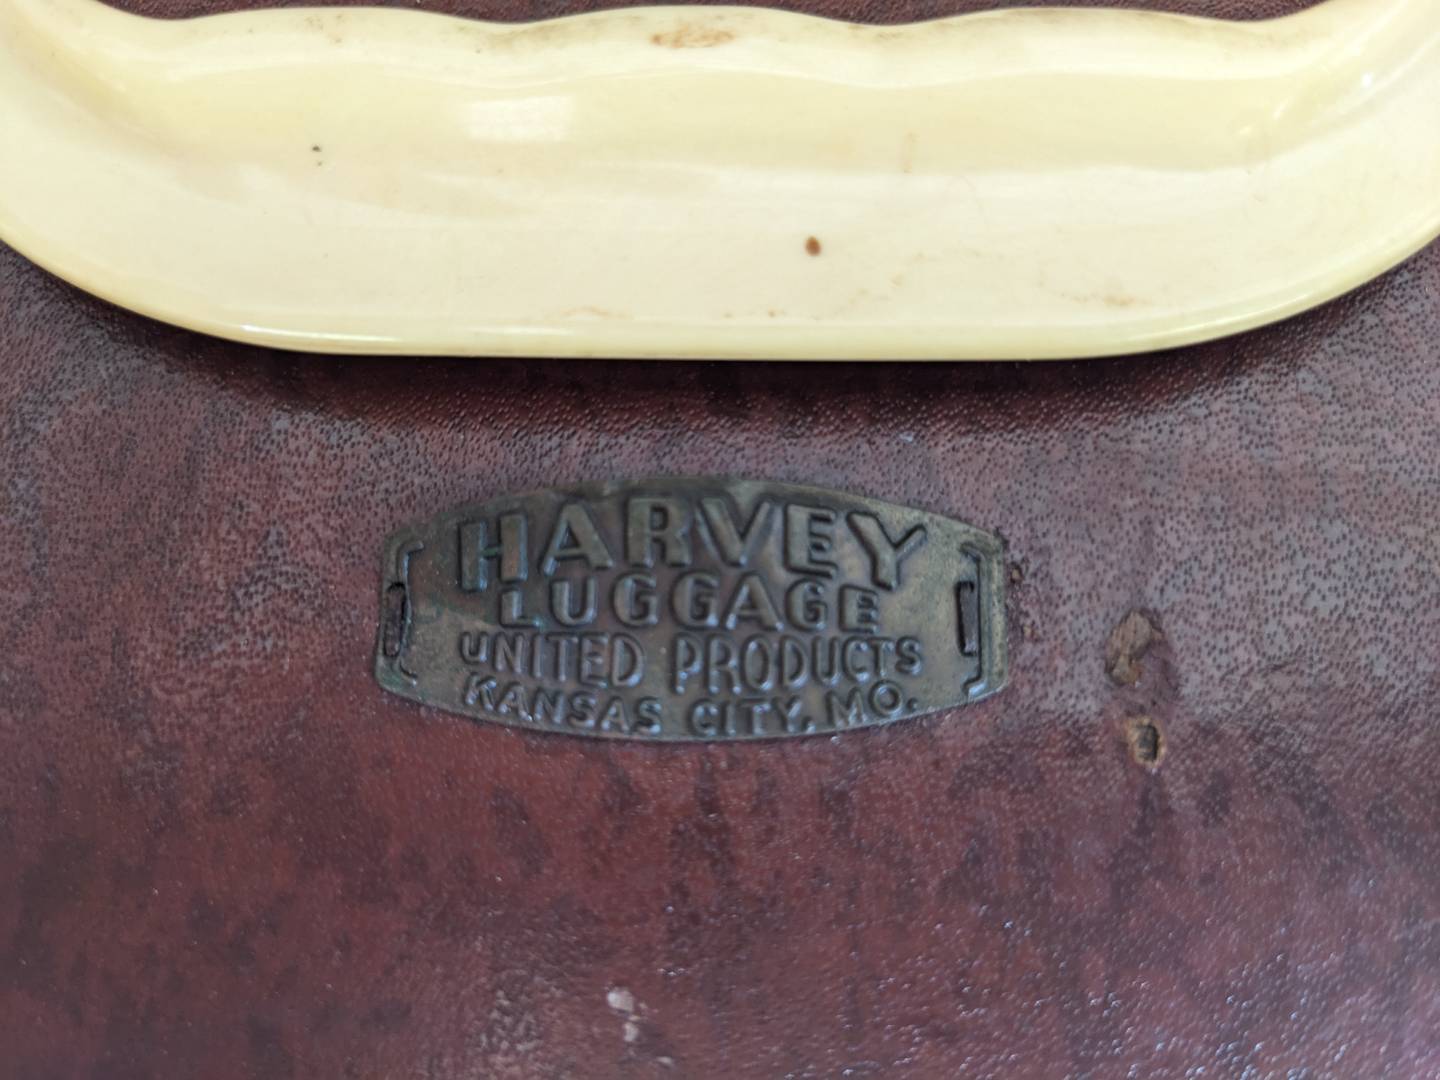 HARVEY
LUGGAGE
UNITED PRODUCTS
KANSAS CITY, MO.